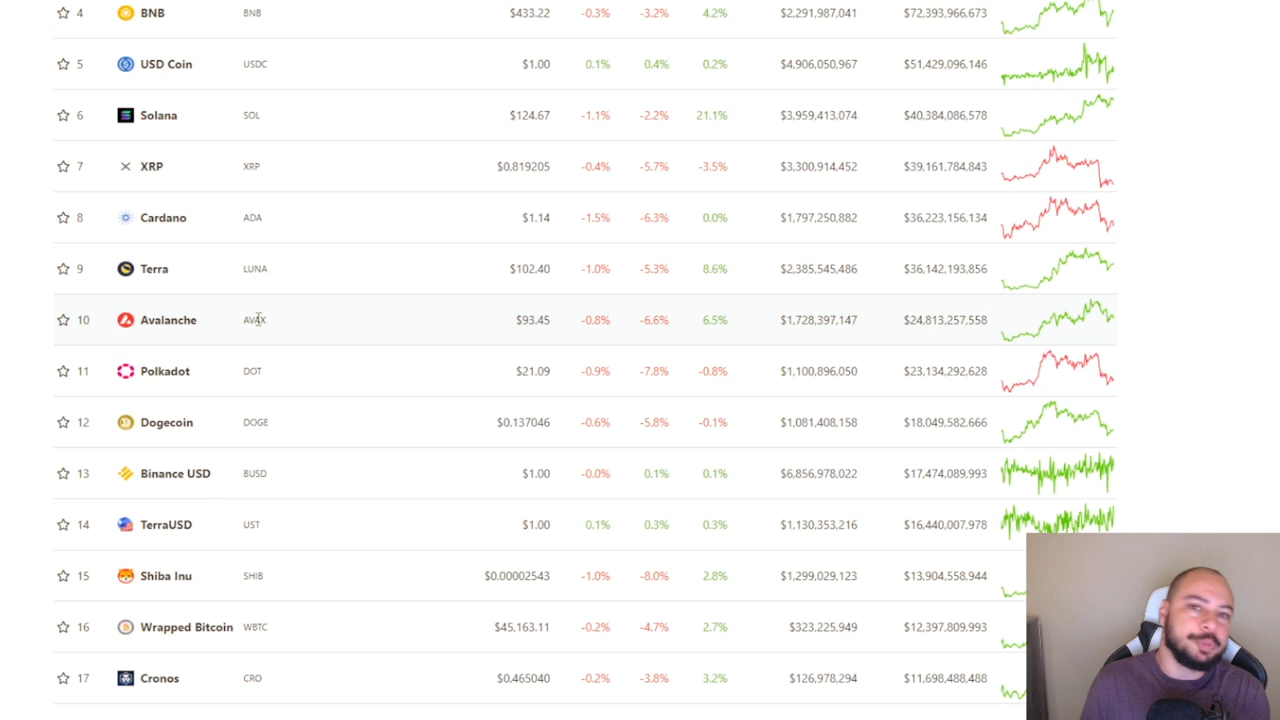 4 BNB BNB $433.22 -0.3% -3.2% 4.2% $2,291,987,041 $72,393,966,673
5 USD Coin USDC $1.00 0.1% 0.4% 0.2% $4,906,050,967 $51,429,096,146
6 Solana SOL $124.67 -1.1% -2.2% 21.1% $3,959,413,074 $40,384,086,578
7 XRP XRP $0.819205 -0.4% -5.7% -3.5% $3,300,914,452 $39,161,784,843
8 Cardano ADA $1.14 -1.5% -6.3% 0.0% $1,797,250,882 $36,223,156,134
9 Terra LUNA $102.40 -1.0% -5.3% 8.6% $2,385,545,486 $36,142,193,856
10 Avalanche AVAX $93.45 -0.8% -6.6% 6.5% $1,728,397,147 $24,813,257,558
11 Polkadot DOT $21.09 -0.9% -7.8% -0.8% $1,100,896,050 $23,134,292,628
12 Dogecoin DOGE $0.137046 -0.6% -5.8% -0.1% $1,081,408,158 $18,049,582,666
13 Binance USD BUSD $1.00 -0.0% 0.1% 0.1% $6,856,978,022 $17,474,089,993
14 TerraUSD UST $1.00 0.1% 0.3% 0.3% $1,130,353,216 $16,440,007,978
15 Shiba Inu SHIB $0.00002543 -1.0% -8.0% 2.8% $1,299,029,123 $13,904,558,944
16 Wrapped Bitcoin WBTC $45,163.11 -0.2% -4.7% 2.7% $323,225,949 $12,397,809,993
17 Cronos CRO $0.465040 -0.2% -3.8% 3.2% $126,978,294 $11,698,488,488